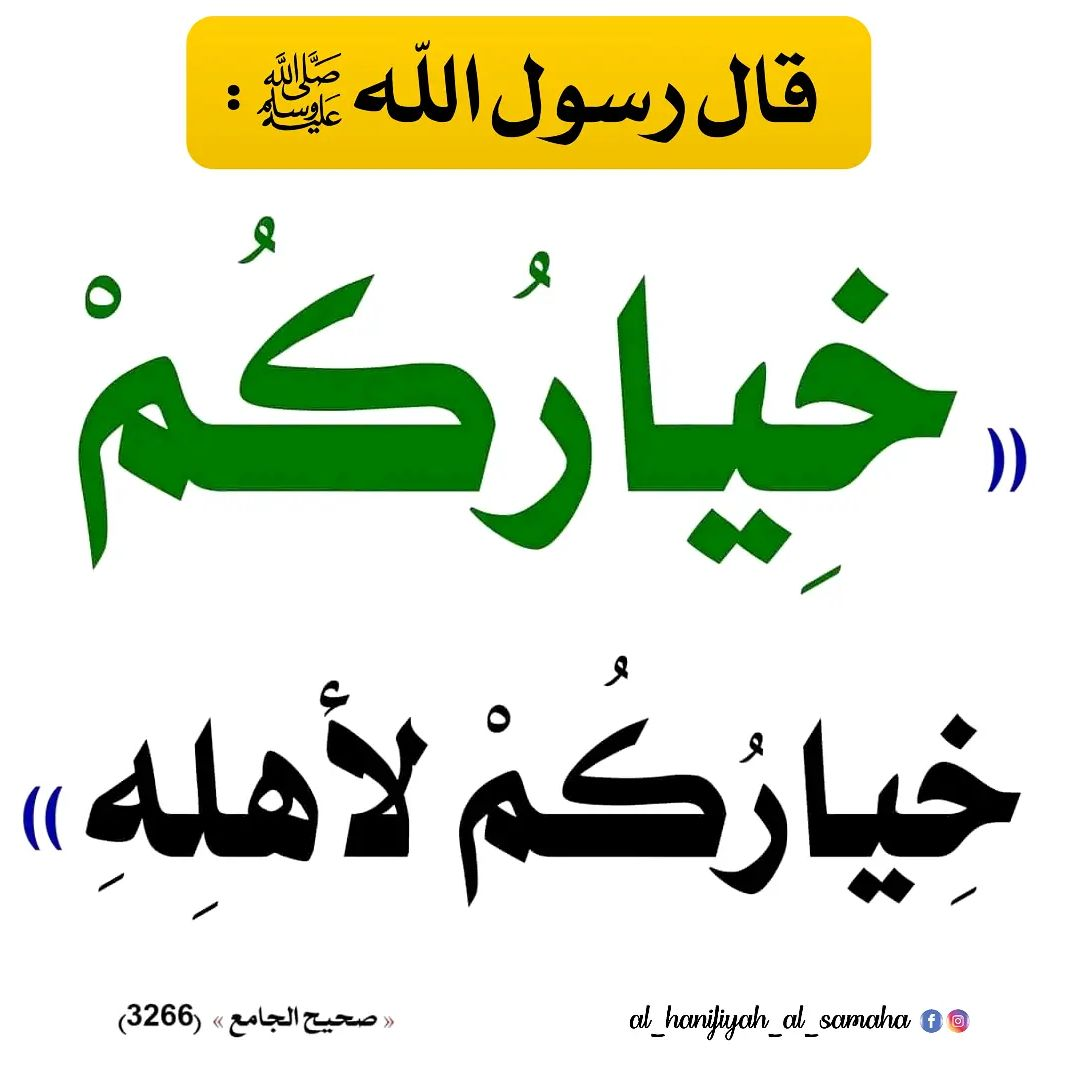 قال رسول الله ﷺ :
(( خِيارُكُمْ
خِيارُكُمْ لأهلِهِ ))
« صحيح الجامع » (3266)
al_hanifiyah_al_samaha